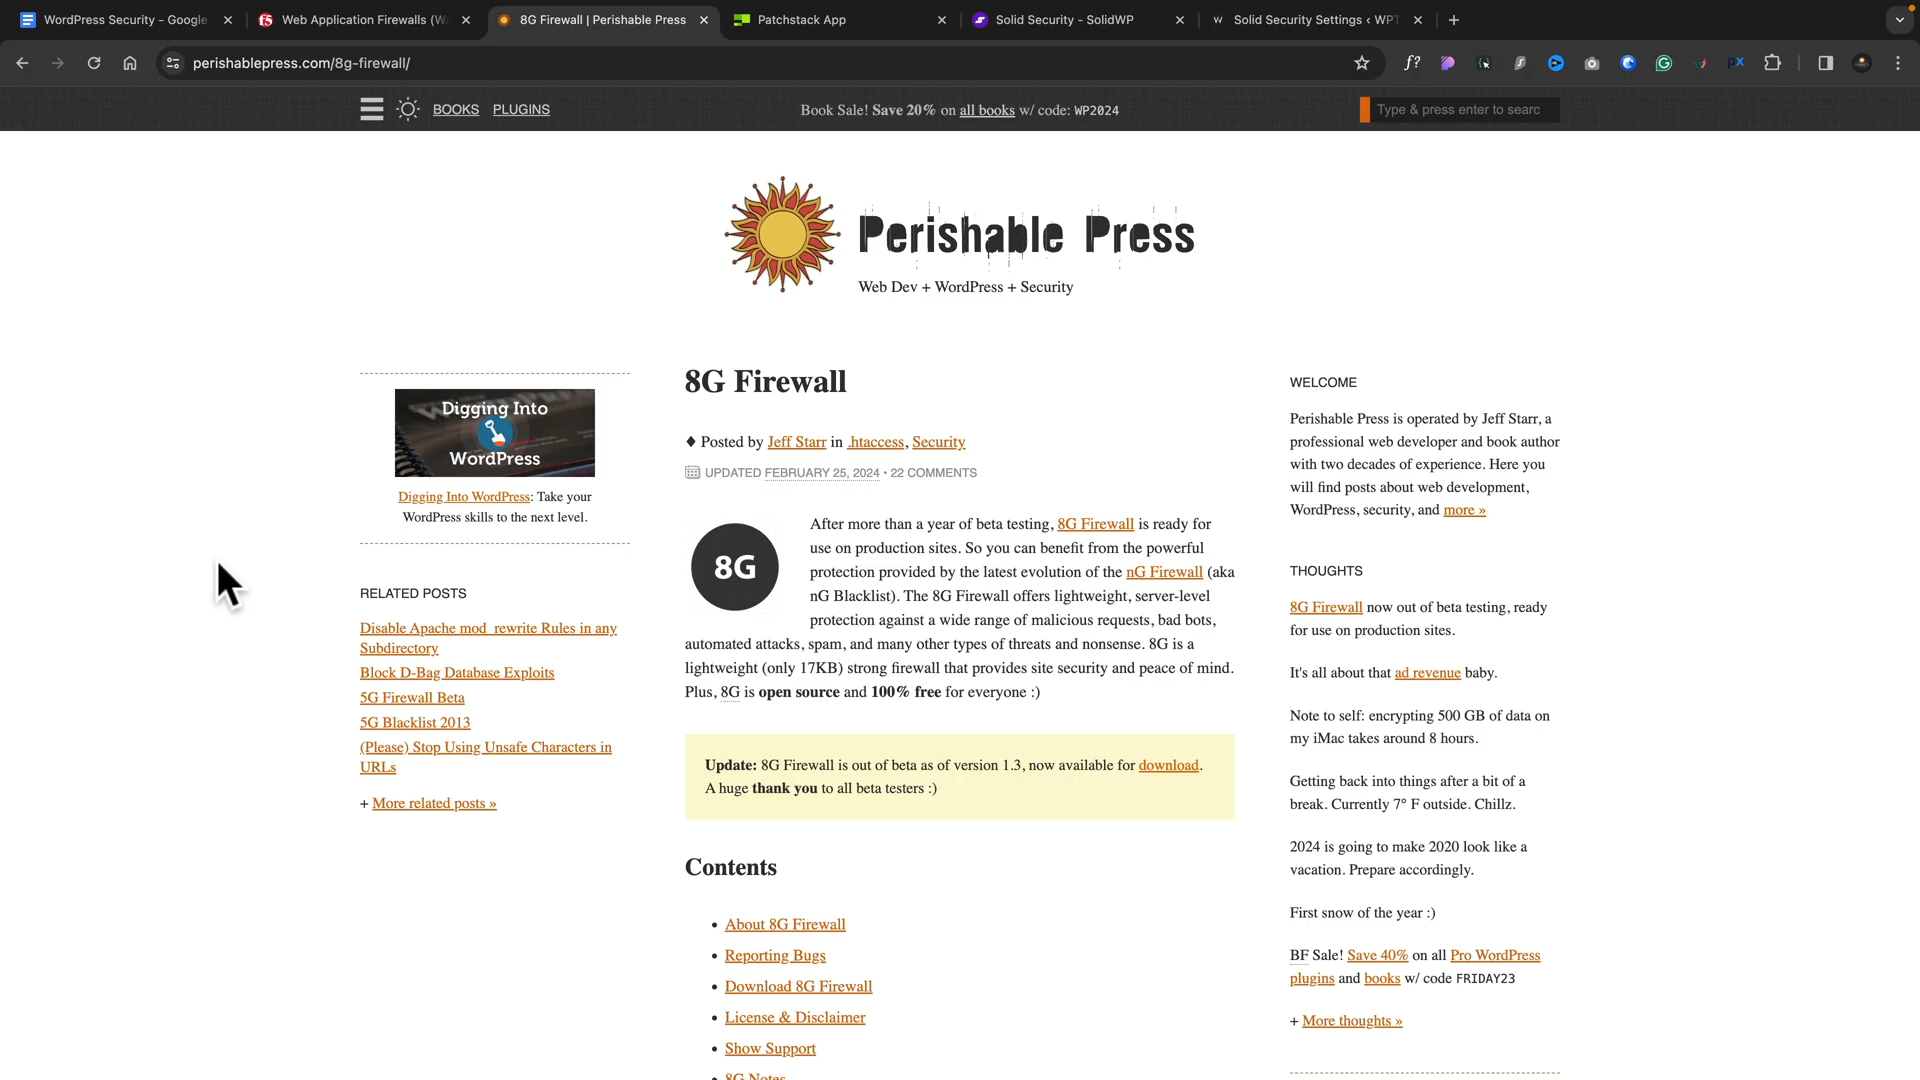 WordPress Security - Google
Web Application Firewalls (W
8G Firewall | Perishable Press
Patchstack App
Solid Security - SolidWP
Solid Security Settings ‹ WPT
perishablepress.com/8g-firewall/
BOOKS PLUGINS
Book Sale! Save 20% on all books w/ code: WP2024
Type & press enter to searc
Perishable Press
Web Dev + WordPress + Security
Digging Into
WordPress
Digging Into WordPress: Take your
WordPress skills to the next level.
RELATED POSTS
Disable Apache mod_rewrite Rules in any
Subdirectory
Block D-Bag Database Exploits
5G Firewall Beta
5G Blacklist 2013
(Please) Stop Using Unsafe Characters in
URLs
+ More related posts »
8G Firewall
♦ Posted by Jeff Starr in .htaccess, Security
UPDATED FEBRUARY 25, 2024 • 22 COMMENTS
8G
After more than a year of beta testing, 8G Firewall is ready for
use on production sites. So you can benefit from the powerful
protection provided by the latest evolution of the nG Firewall (aka
nG Blacklist). The 8G Firewall offers lightweight, server-level
protection against a wide range of malicious requests, bad bots,
automated attacks, spam, and many other types of threats and nonsense. 8G is a
lightweight (only 17KB) strong firewall that provides site security and peace of mind.
Plus, 8G is open source and 100% free for everyone :)
Update: 8G Firewall is out of beta as of version 1.3, now available for download.
A huge thank you to all beta testers :)
Contents
• About 8G Firewall
• Reporting Bugs
• Download 8G Firewall
• License & Disclaimer
• Show Support
• 8G Notes
WELCOME
Perishable Press is operated by Jeff Starr, a
professional web developer and book author
with two decades of experience. Here you
will find posts about web development,
WordPress, security, and more »
THOUGHTS
8G Firewall now out of beta testing, ready
for use on production sites.
It's all about that ad revenue baby.
Note to self: encrypting 500 GB of data on
my iMac takes around 8 hours.
Getting back into things after a bit of a
break. Currently 7° F outside. Chillz.
2024 is going to make 2020 look like a
vacation. Prepare accordingly.
First snow of the year :)
BF Sale! Save 40% on all Pro WordPress
plugins and books w/ code FRIDAY23
+ More thoughts »